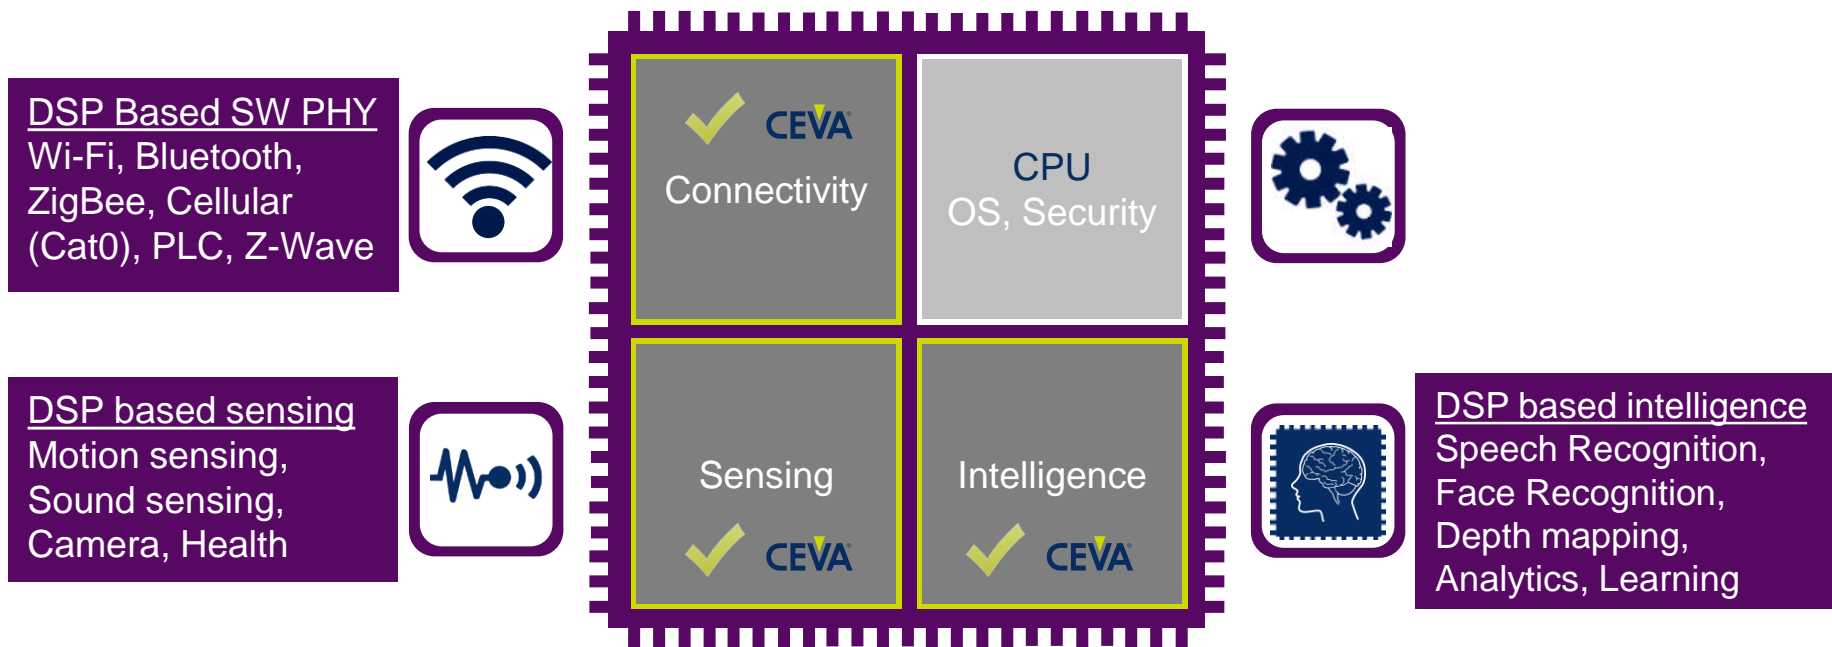 DSP Based SW PHY
Wi-Fi, Bluetooth,
ZigBee, Cellular
(Cat0), PLC, Z-Wave
CEVA
Connectivity
CPU
OS, Security
DSP based sensing
Motion sensing,
Sound sensing,
Camera, Health
Sensing
CEVA
Intelligence
CEVA
DSP based intelligence
Speech Recognition,
Face Recognition,
Depth mapping,
Analytics, Learning